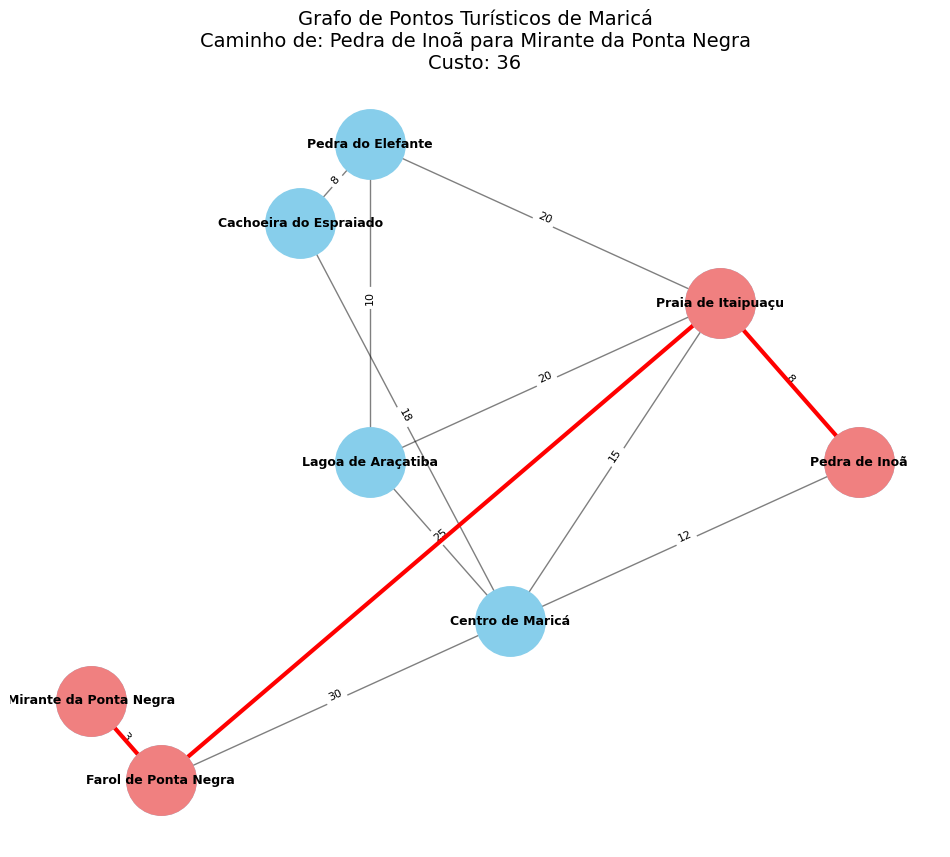 Grafo de Pontos Turísticos de Maricá
Caminho de: Pedra de Inoã para Mirante da Ponta Negra
Custo: 36
Pedra do Elefante
8
Cachoeira do Espraiado
20
10
Praia de Itaipuaçu
20
8
18
15
Lagoa de Araçatiba
Pedra de Inoã
25
12
Centro de Maricá
30
Mirante da Ponta Negra
3
Farol de Ponta Negra